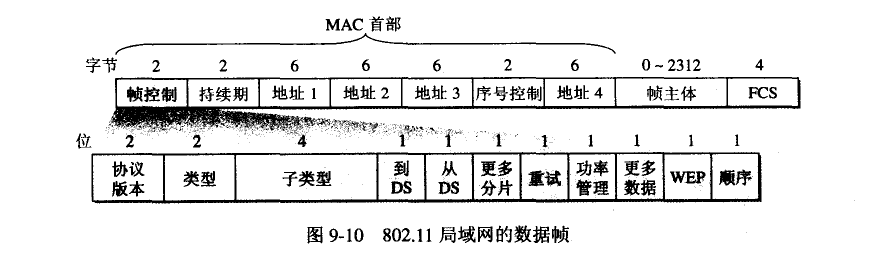 MAC 首部
字节 2 2 6 6 6 2 6 0~2312 4
帧控制 持续期 地址 1 地址 2 地址 3 序号控制 地址 4 帧主体 FCS
位 2 2 4 1 1 1 1 1 1 1 1
协议版本 类型 子类型 到DS 从DS 更多分片 重试 功率管理 更多数据 WEP 顺序
图 9-10 802.11 局域网的数据帧